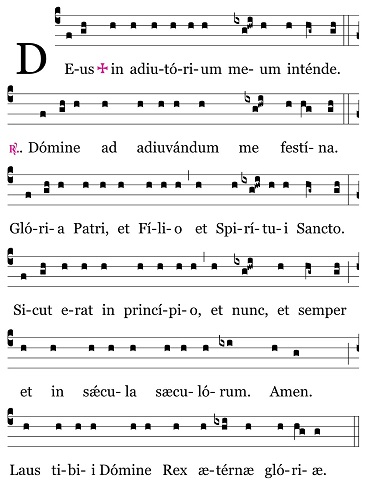 DE-us ✠ in adiu-tó-ri-um me-um inténde.
℟. Dómine ad adiuvándum me festí-na.
Gló-ri-a Patri, et Fí-li-o et Spi-rí-tu-i Sancto.
Si-cut e-rat in princí-pi-o, et nunc, et semper
et in sǽcu-la sæcu-ló-rum. Amen.
Laus ti-bi-i Dómine Rex æ-térnæ gló-ri-æ.